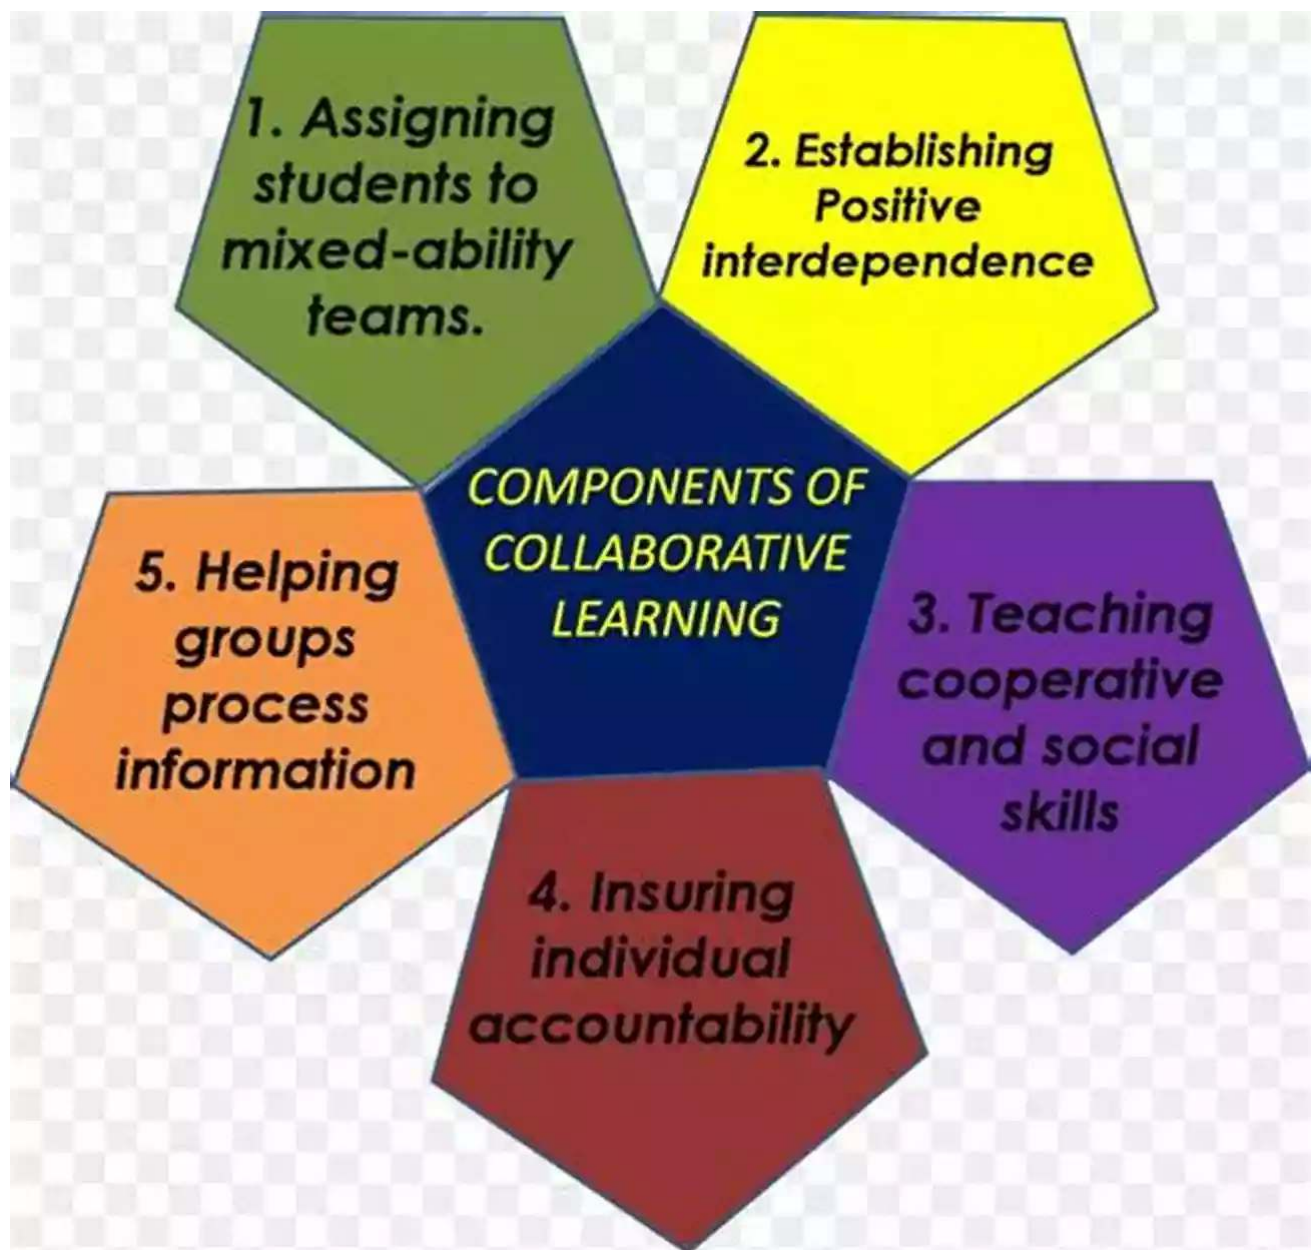 1. Assigning
students to
mixed-ability
teams.
2. Establishing
Positive
interdependence
COMPONENTS OF
COLLABORATIVE
LEARNING
3. Teaching
cooperative
and social
skills
4. Insuring
individual
accountability
5. Helping
groups
process
information